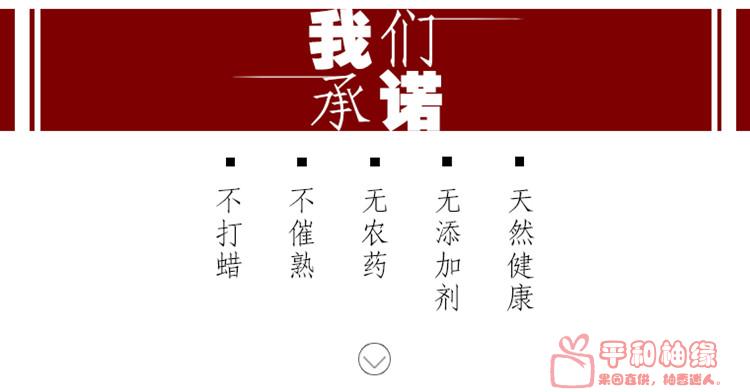 我们
承诺
不打蜡
不催熟
无农药
无添加剂
天然健康
平和柚缘
果园直供，柚香迷人。